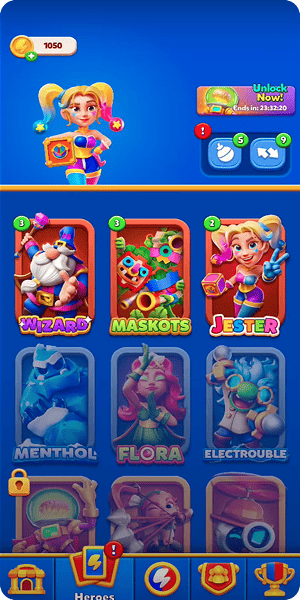 1050
Unlock
Now!
Ends in: 23:32:20
!
5
9
3
3
2
WIZARD
MASKOTS
JESTER
MENTHOL
FLORA
ELECTROUBLE
!
Heroes